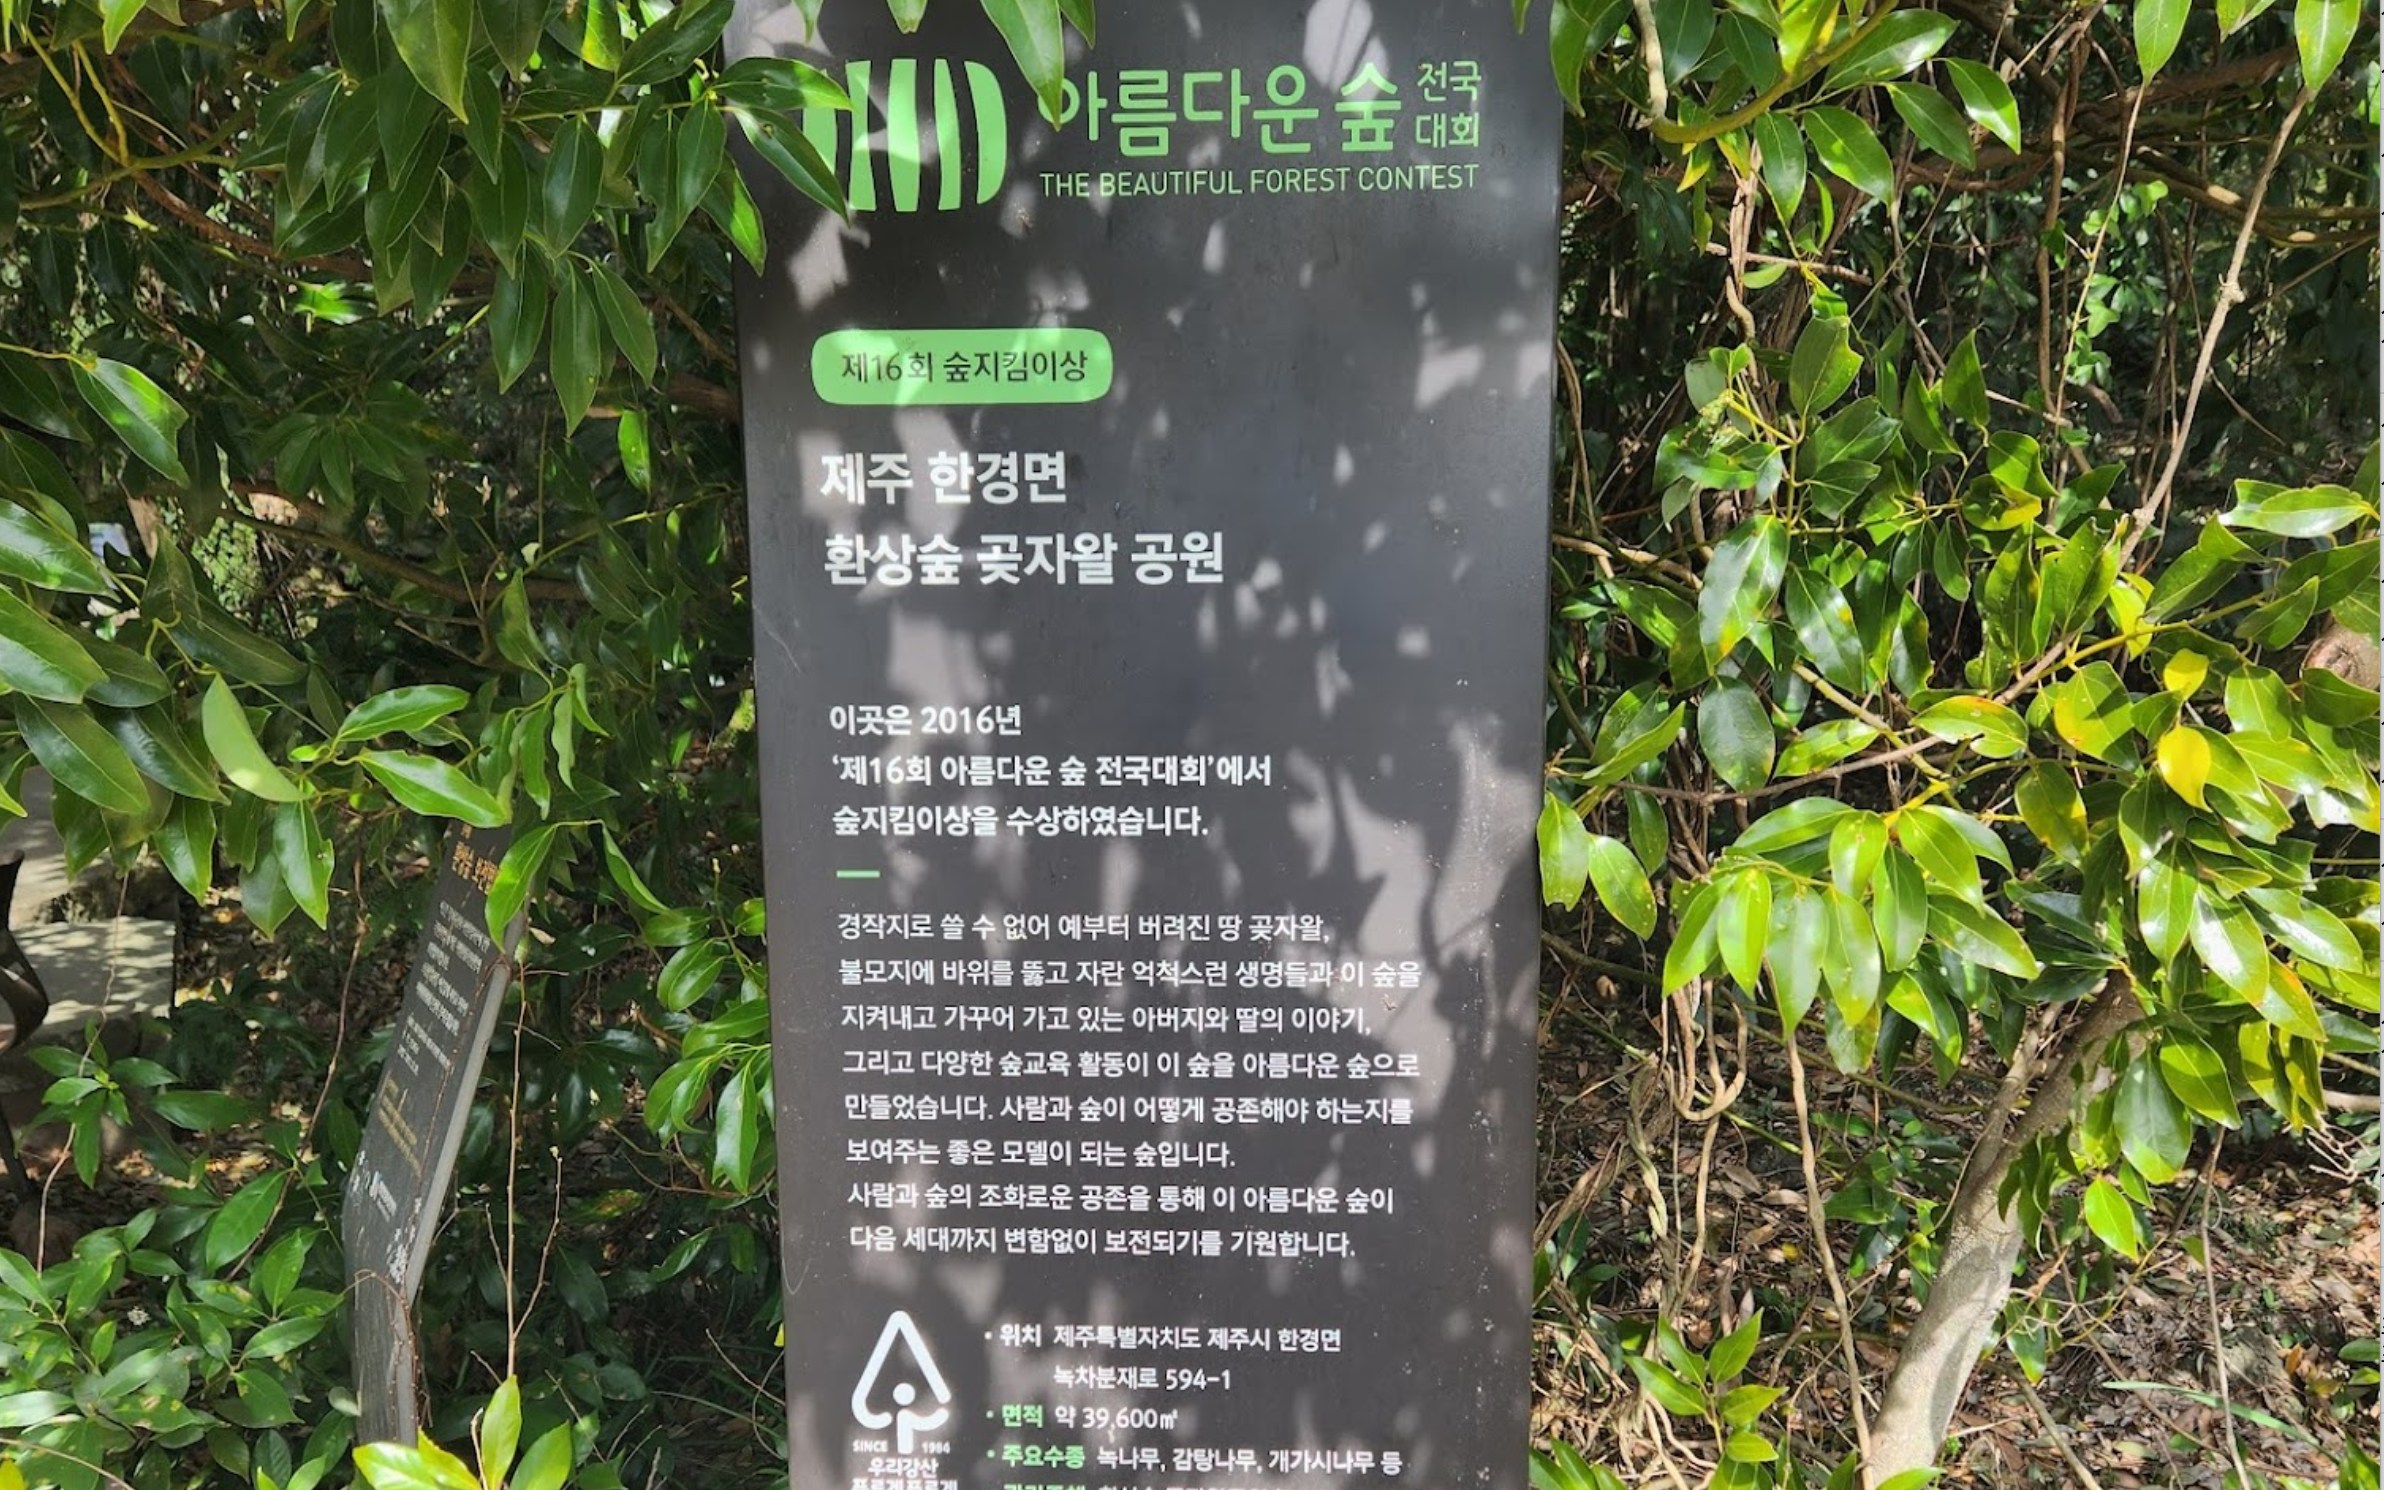 아름다운 숲 전국
대회
THE BEAUTIFUL FOREST CONTEST
제16회 숲지킴이상
제주 한경면
환상숲 곶자왈 공원
이곳은 2016년
‘제16회 아름다운 숲 전국대회’에서
숲지킴이상을 수상하였습니다.
경작지로 쓸 수 없어 예부터 버려진 땅 곶자왈,
불모지에 바위를 뚫고 자란 억척스런 생명들과 이 숲을
지켜내고 가꾸어 가고 있는 아버지와 딸의 이야기,
그리고 다양한 숲교육 활동이 이 숲을 아름다운 숲으로
만들었습니다. 사람과 숲이 어떻게 공존해야 하는지를
보여주는 좋은 모델이 되는 숲입니다.
사람과 숲의 조화로운 공존을 통해 이 아름다운 숲이
다음 세대까지 변함없이 보전되기를 기원합니다.
• 위치 제주특별자치도 제주시 한경면
녹차분재로 594-1
• 면적 약 39,600㎡
• 주요수종 녹나무, 감탕나무, 개가시나무 등
SINCE 1984
우리강산